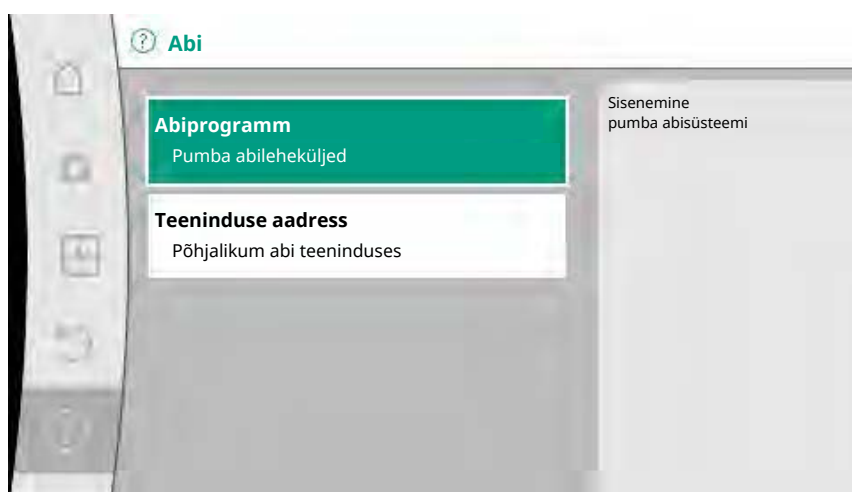 Abi
Abiprogramm
Pumba abileheküljed
Teeninduse aadress
Põhjalikum abi teeninduses
Sisenemine
pumba abisüsteemi